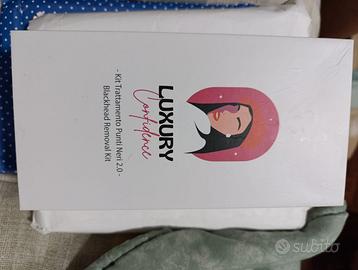 LUXURY
Confidence
- Kit Trattamento Punti Neri 2.0 -
Blackhead Removal Kit
subito